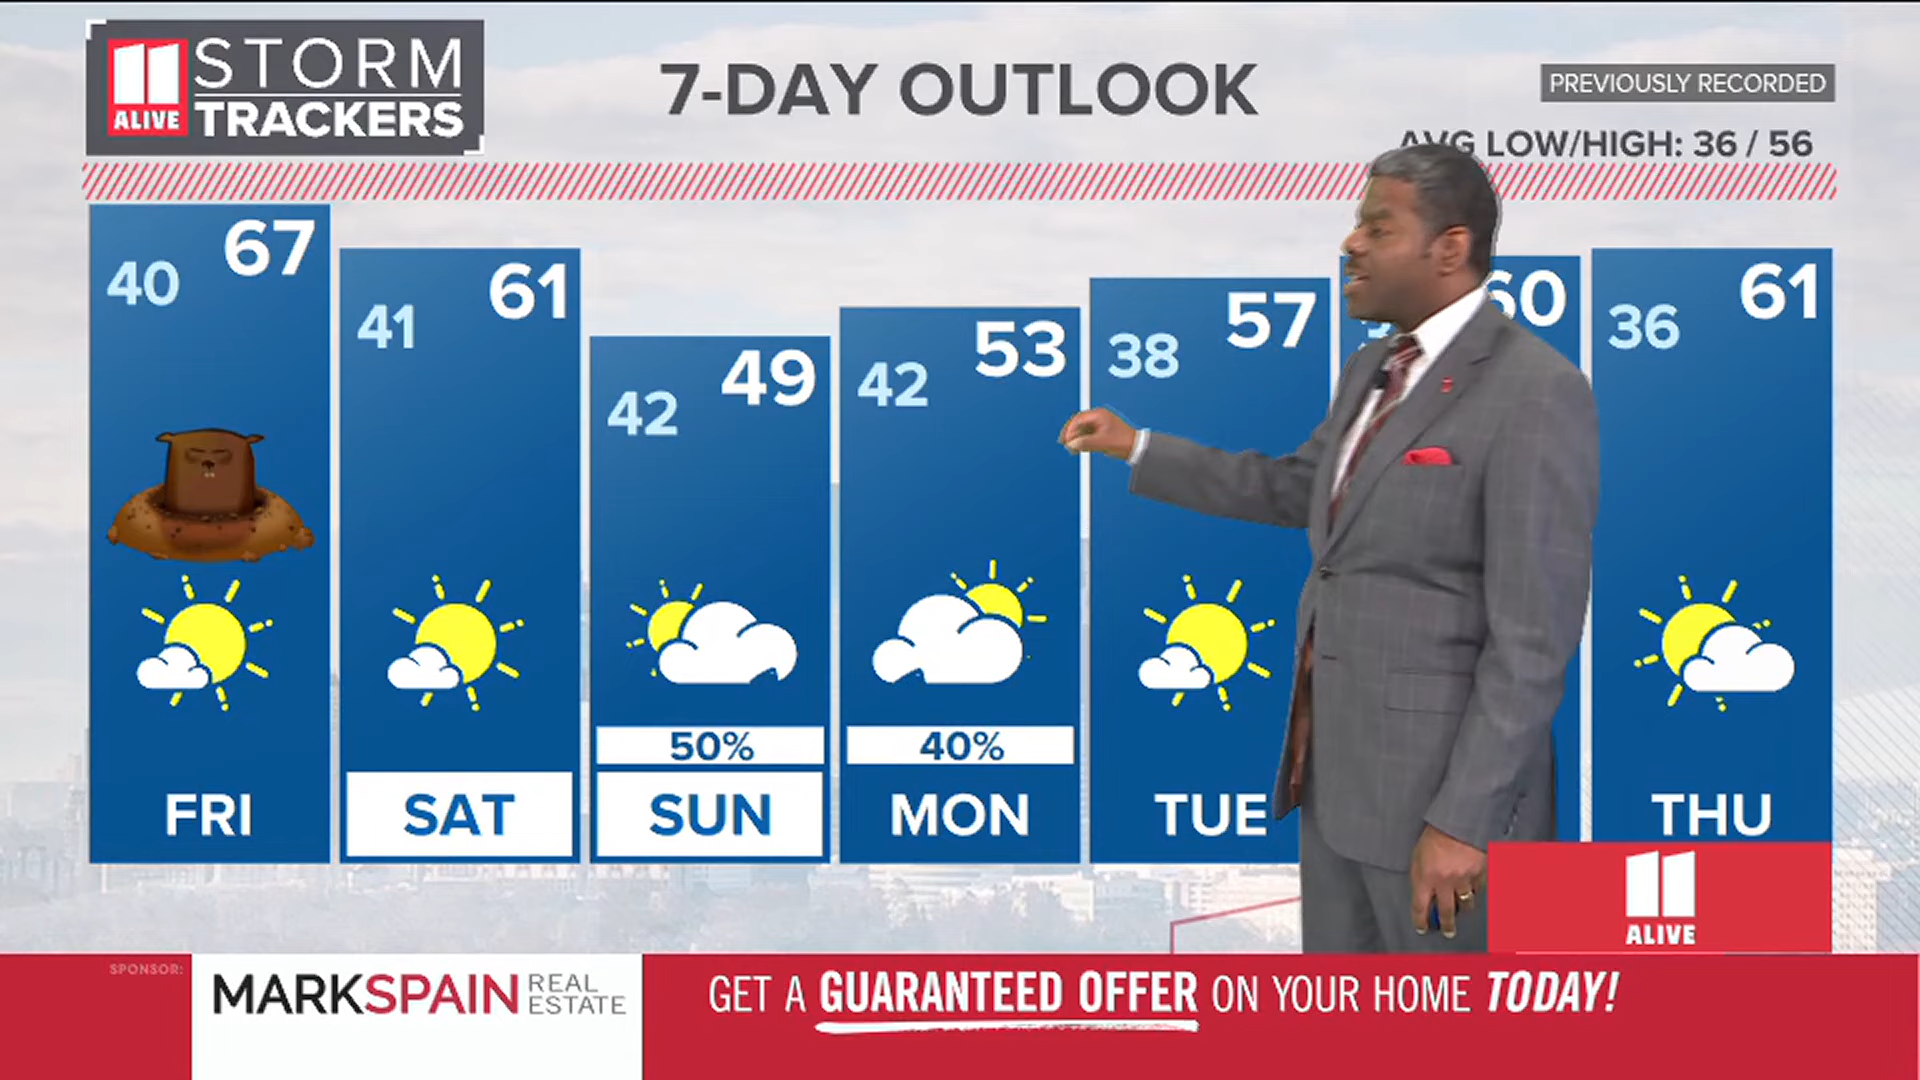 11
ALIVE
STORM
TRACKERS
7-DAY OUTLOOK
PREVIOUSLY RECORDED
AVG LOW/HIGH: 36 / 56
40 67
41 61
42 49
42 53
38 57
60
36 61
50%
40%
FRI
SAT
SUN
MON
TUE
THU
11
ALIVE
SPONSOR:
MARKSPAIN REAL ESTATE
GET A GUARANTEED OFFER ON YOUR HOME TODAY!